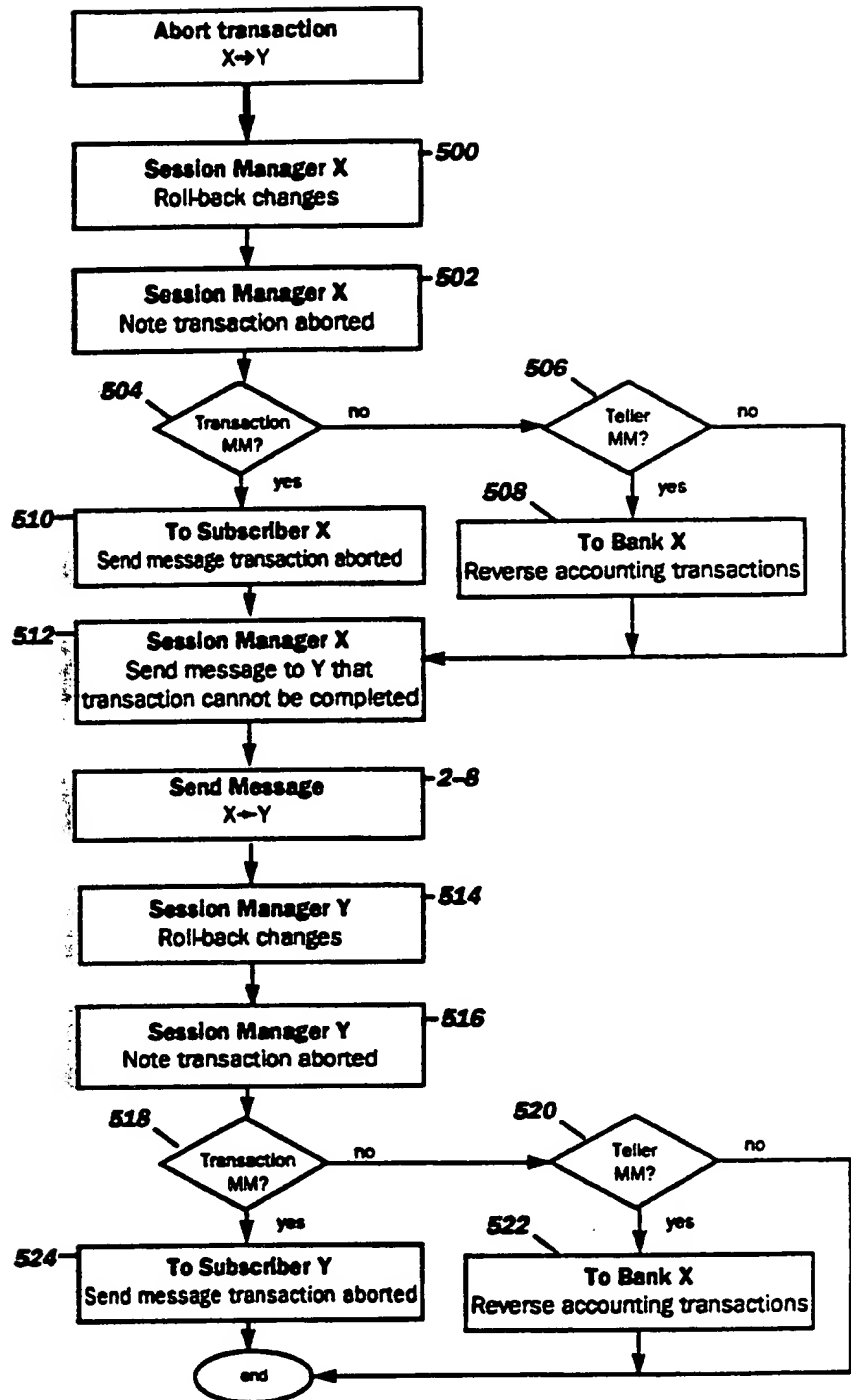 Abort transaction
X→Y
Session Manager X
Roll-back changes
500
Session Manager X
Note transaction aborted
502
504
Transaction
MM?
no
yes
506
Teller
MM?
no
yes
510
To Subscriber X
Send message transaction aborted
508
To Bank X
Reverse accounting transactions
512
Session Manager X
Send message to Y that
transaction cannot be completed
Send Message
X→Y
2-8
Session Manager Y
Roll-back changes
514
Session Manager Y
Note transaction aborted
516
518
Transaction
MM?
no
yes
520
Teller
MM?
no
yes
524
To Subscriber Y
Send message transaction aborted
522
To Bank X
Reverse accounting transactions
end